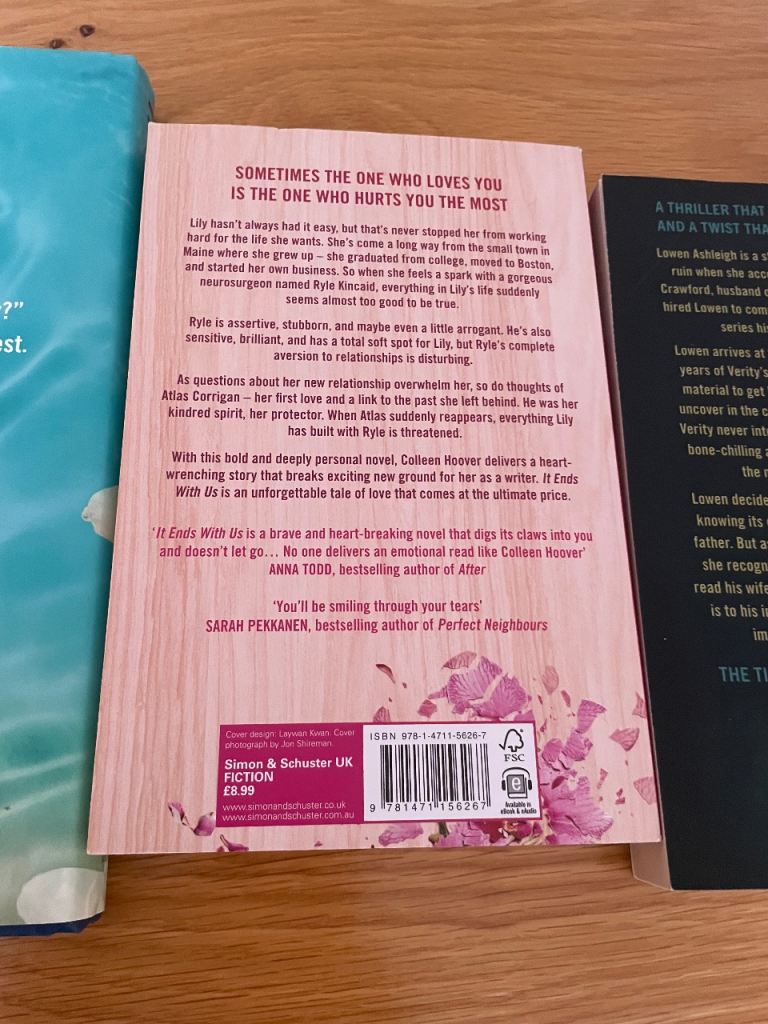 ?”
est.
SOMETIMES THE ONE WHO LOVES YOU
IS THE ONE WHO HURTS YOU THE MOST
Lily hasn't always had it easy, but that's never stopped her from working
hard for the life she wants. She's come a long way from the small town in
Maine where she grew up – she graduated from college, moved to Boston,
and started her own business. So when she feels a spark with a gorgeous
neurosurgeon named Ryle Kincaid, everything in Lily's life suddenly
seems almost too good to be true.
Ryle is assertive, stubborn, and maybe even a little arrogant. He's also
sensitive, brilliant, and has a total soft spot for Lily, but Ryle's complete
aversion to relationships is disturbing.
As questions about her new relationship overwhelm her, so do thoughts of
Atlas Corrigan – her first love and a link to the past she left behind. He was her
kindred spirit, her protector. When Atlas suddenly reappears, everything Lily
has built with Ryle is threatened.
With this bold and deeply personal novel, Colleen Hoover delivers a heart-
wrenching story that breaks exciting new ground for her as a writer. It Ends
With Us is an unforgettable tale of love that comes at the ultimate price.
‘It Ends With Us is a brave and heart-breaking novel that digs its claws into you
and doesn't let go… No one delivers an emotional read like Colleen Hoover’
ANNA TODD, bestselling author of After
‘You'll be smiling through your tears’
SARAH PEKKANEN, bestselling author of Perfect Neighbours
Cover design: Laywan Kwan. Cover
photograph by Jon Shireman.
Simon & Schuster UK
FICTION
£8.99
www.simonandschuster.co.uk
www.simonandschuster.com.au
ISBN 978-1-4711-5626-7
9 781471 156267
FSC
e
Available in
eBook & eAudio
A THRILLER THAT
AND A TWIST THA
Lowen Ashleigh is a s
ruin when she acce
Crawford, husband o
hired Lowen to com
series his
Lowen arrives at
years of Verity's
material to get
uncover in the c
Verity never inte
bone-chilling a
the n
Lowen decide
knowing its
father. But as
she recogn
read his wife
is to his i
im
THE TI